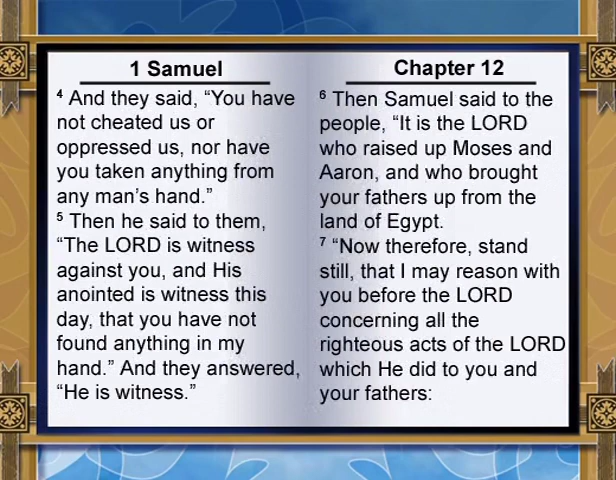 1 Samuel
⁴ And they said, “You have
not cheated us or
oppressed us, nor have
you taken anything from
any man’s hand.”
⁵ Then he said to them,
“The LORD is witness
against you, and His
anointed is witness this
day, that you have not
found anything in my
hand.” And they answered,
“He is witness.”
Chapter 12
⁶ Then Samuel said to the
people, “It is the LORD
who raised up Moses and
Aaron, and who brought
your fathers up from the
land of Egypt.
⁷ “Now therefore, stand
still, that I may reason with
you before the LORD
concerning all the
righteous acts of the LORD
which He did to you and
your fathers: